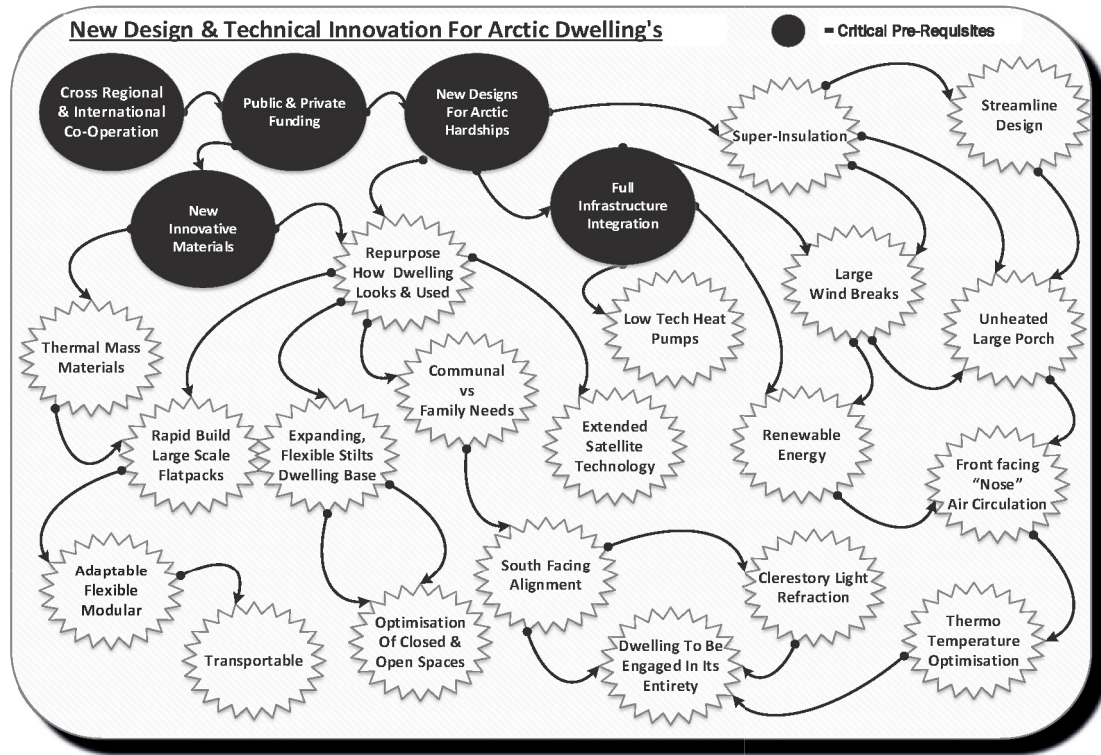 New Design & Technical Innovation For Arctic Dwelling's
= Critical Pre-Requisites
Cross Regional
& International
Co-Operation
Public & Private
Funding
New Designs
For Arctic
Hardships
Super-Insulation
Streamline
Design
New
Innovative
Materials
Full
Infrastructure
Integration
Repurpose
How Dwelling
Looks & Used
Large
Wind Breaks
Low Tech Heat
Pumps
Unheated
Large Porch
Thermal Mass
Materials
Communal
vs
Family Needs
Rapid Build
Large Scale
Flatpacks
Expanding,
Flexible Stilts
Dwelling Base
Extended
Satellite
Technology
Renewable
Energy
Front facing
“Nose”
Air Circulation
Adaptable
Flexible
Modular
South Facing
Alignment
Clerestory Light
Refraction
Transportable
Optimisation
Of Closed &
Open Spaces
Dwelling To Be
Engaged In Its
Entirety
Thermo
Temperature
Optimisation